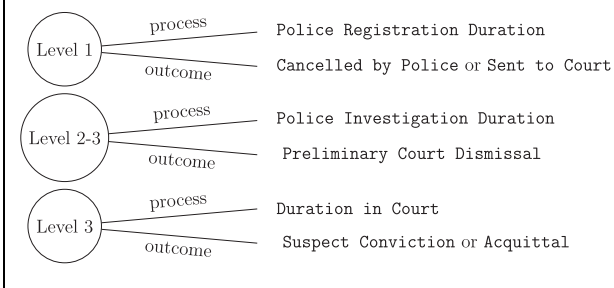 process
Police Registration Duration
Level 1
outcome
Cancelled by Police or Sent to Court
process
Police Investigation Duration
Level 2-3
outcome
Preliminary Court Dismissal
process
Duration in Court
Level 3
outcome
Suspect Conviction or Acquittal